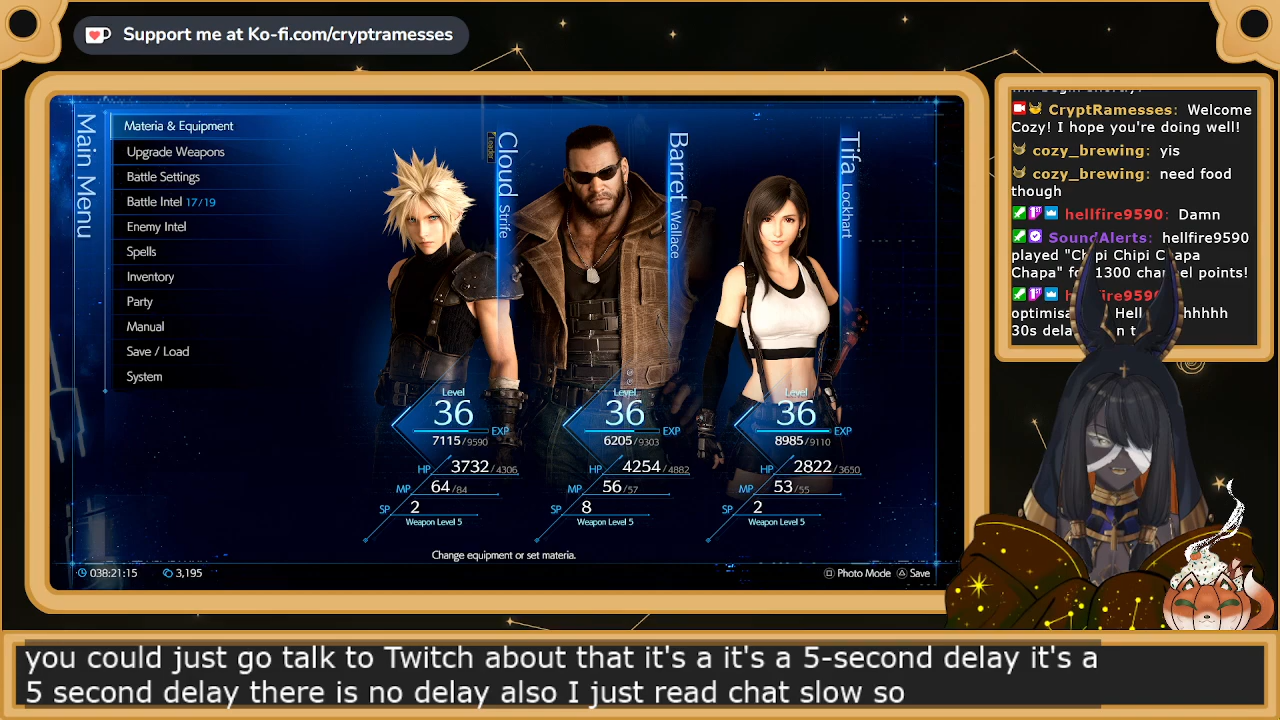 Support me at Ko-fi.com/cryptramesses
Main Menu
Materia & Equipment
Upgrade Weapons
Battle Settings
Battle Intel 17/19
Enemy Intel
Spells
Inventory
Party
Manual
Save / Load
System
Leader
Cloud Strife
Level
36
EXP
7115/9590
HP 3732/4306
MP 64/84
SP 2
Weapon Level 5
Barret Wallace
Level
36
EXP
6205/9303
HP 4254/4882
MP 56/57
SP 8
Weapon Level 5
Tifa Lockhart
Level
36
EXP
8985/9110
HP 2822/3650
MP 53/55
SP 2
Weapon Level 5
Change equipment or set materia.
038:21:15 3,195
Photo Mode Save
CryptRamesses: Welcome
Cozy! I hope you're doing well!
cozy_brewing: yis
cozy_brewing: need food
though
hellfire9590: Damn
SoundAlerts: hellfire9590
played "Chipi Chipi Chapa
Chapa" for 1300 channel points!
30s
you could just go talk to Twitch about that it's a it's a 5-second delay it's a
5 second delay there is no delay also I just read chat slow so